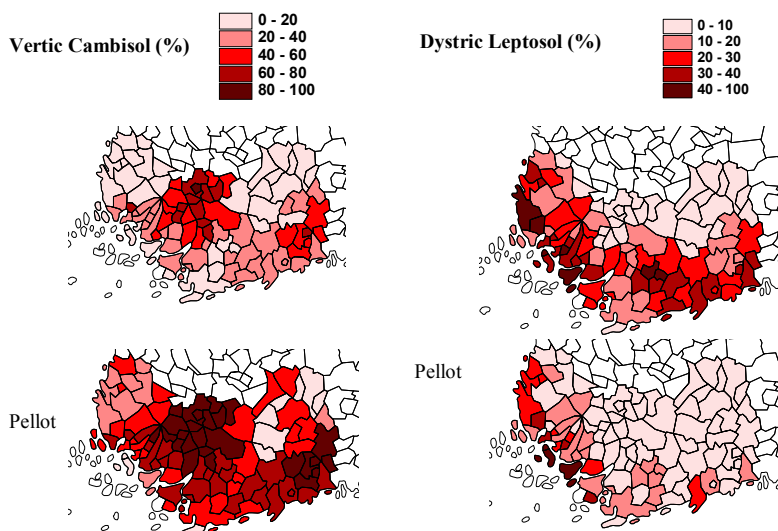 Vertic Cambisol (%)
0 - 20
20 - 40
40 - 60
60 - 80
80 - 100
Dystric Leptosol (%)
0 - 10
10 - 20
20 - 30
30 - 40
40 - 100
Pellot
Pellot